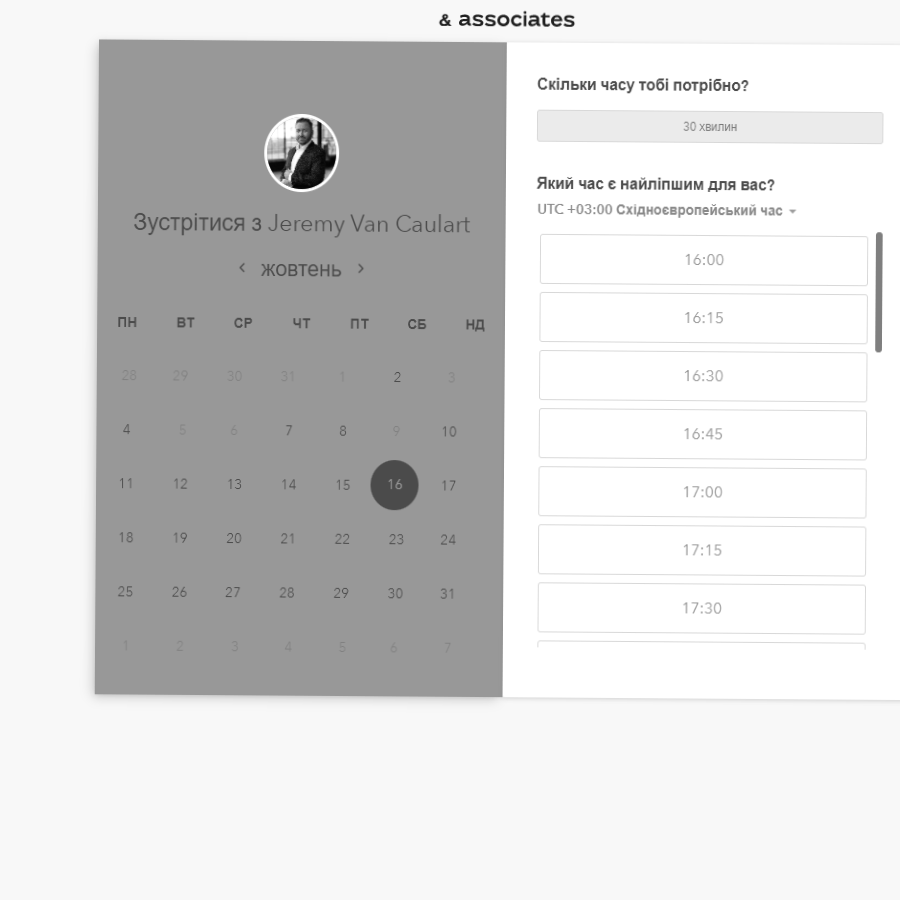 & associates
Зустрітися з Jeremy Van Caulart
жовтень
ПН ВТ СР ЧТ ПТ СБ НД
28 29 30 31 1 2 3
4 5 6 7 8 9 10
11 12 13 14 15 16 17
18 19 20 21 22 23 24
25 26 27 28 29 30 31
1 2 3 4 5 6 7
Скільки часу тобі потрібно?
30 хвилин
Який час є найліпшим для вас?
UTC +03:00 Східноєвропейський час
16:00
16:15
16:30
16:45
17:00
17:15
17:30